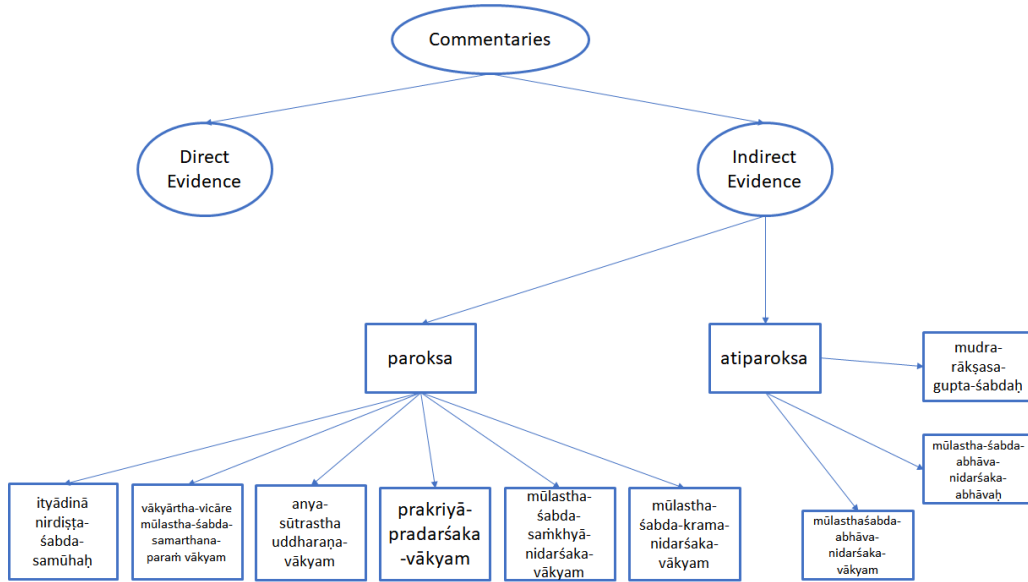 Commentaries
Direct
Evidence
Indirect
Evidence
paroksa
atiparoksa
mudra-
rākṣasa-
gupta-śabdaḥ
mūlastha-śabda-
abhāva-
nidarśaka-
abhāvaḥ
ityādinā
nirdiṣṭa-
śabda-
samūhaḥ
vākyārtha-vicāre
mūlastha-śabda-
samarthana-
paraṁ vākyam
anya-
sūtrastha
uddharaṇa-
vākyam
prakriyā-
pradarśaka
-vākyam
mūlastha-
śabda-
saṁkhyā-
nidarśaka-
vākyam
mūlastha-
śabda-krama-
nidarśaka-
vākyam
mūlasthaśabda-
abhāva-
nidarśaka-
vākyam